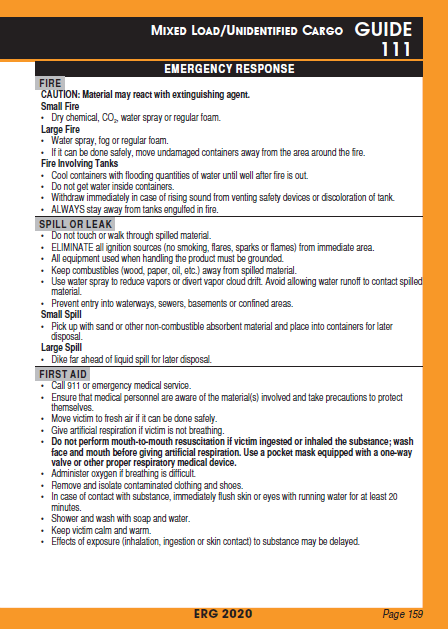 MIXED LOAD/UNIDENTIFIED CARGO GUIDE
111
EMERGENCY RESPONSE
FIRE
CAUTION: Material may react with extinguishing agent.
Small Fire
• Dry chemical, CO₂, water spray or regular foam.
Large Fire
• Water spray, fog or regular foam.
• If it can be done safely, move undamaged containers away from the area around the fire.
Fire Involving Tanks
• Cool containers with flooding quantities of water until well after fire is out.
• Do not get water inside containers.
• Withdraw immediately in case of rising sound from venting safety devices or discoloration of tank.
• ALWAYS stay away from tanks engulfed in fire.
SPILL OR LEAK
• Do not touch or walk through spilled material.
• ELIMINATE all ignition sources (no smoking, flares, sparks or flames) from immediate area.
• All equipment used when handling the product must be grounded.
• Keep combustibles (wood, paper, oil, etc.) away from spilled material.
• Use water spray to reduce vapors or divert vapor cloud drift. Avoid allowing water runoff to contact spilled
material.
• Prevent entry into waterways, sewers, basements or confined areas.
Small Spill
• Pick up with sand or other non-combustible absorbent material and place into containers for later
disposal.
Large Spill
• Dike far ahead of liquid spill for later disposal.
FIRST AID
• Call 911 or emergency medical service.
• Ensure that medical personnel are aware of the material(s) involved and take precautions to protect
themselves.
• Move victim to fresh air if it can be done safely.
• Give artificial respiration if victim is not breathing.
• Do not perform mouth-to-mouth resuscitation if victim ingested or inhaled the substance; wash
face and mouth before giving artificial respiration. Use a pocket mask equipped with a one-way
valve or other proper respiratory medical device.
• Administer oxygen if breathing is difficult.
• Remove and isolate contaminated clothing and shoes.
• In case of contact with substance, immediately flush skin or eyes with running water for at least 20
minutes.
• Shower and wash with soap and water.
• Keep victim calm and warm.
• Effects of exposure (inhalation, ingestion or skin contact) to substance may be delayed.
ERG 2020
Page 159